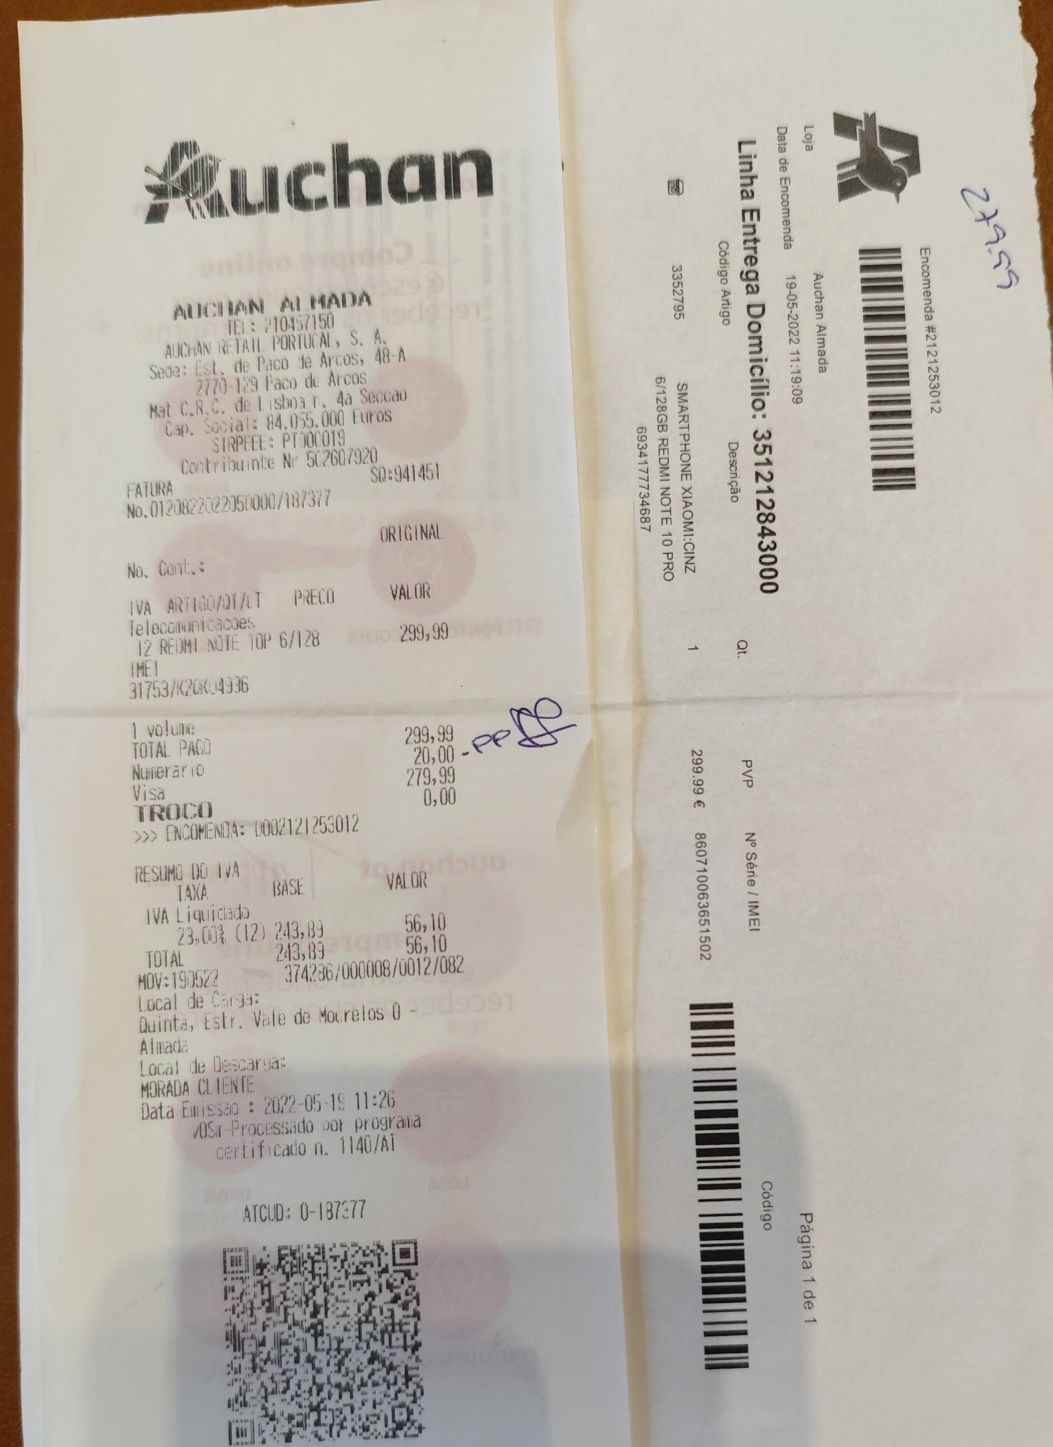 Auchan
AUCHAN ALMADA
TEL: 210457150
AUCHAN RETAIL PORTUGAL, S. A.
Sede: Est. de Paco de Arcos, 48-A
2770-129 Paco de Arcos
Mat C.R.C. de Lisboa n. 4a Seccao
Cap. Social: 84.055.000 Euros
SIRPEEE: PT000019
Contribuinte Nr 502607920
SQ:941451
FATURA
No.0120822022050000/187377
ORIGINAL
No. Cont.:
IVA ARTIGO/QT/LT PRECO VALOR
Telecomunicacoes
12 REDMI NOTE 10P 6/128 299,99
IMEI
31753/K20K04936
1 volume
TOTAL PAGO 299,99
Numerario 20,00
Visa 279,99
TROCO 0,00
>>> ENCOMENDA: 0002121253012
RESUMO DO IVA
TAXA BASE VALOR
IVA Liquidado
23,00% (12) 243,89 56,10
TOTAL 243,89 56,10
MOV:190522 374236/000008/0012/082
Local de Carga:
Quinta, Estr. Vale de Mourelos 0 -
Almada
Local de Descarga:
MORADA CLIENTE
Data Emissao : 2022-05-19 11:26
vOSm-Processado por programa
certificado n. 1140/AT
ATCUD: 0-187377
279.99
Encomenda #2121253012
Loja Auchan Almada
Data de Encomenda 19-05-2022 11:19:09
Linha Entrega Domicílio: 351212843000
Código Artigo Descrição Qt. PVP Nº Série / IMEI Código
3352795 SMARTPHONE XIAOMI:CINZ 1 299.99 € 860710063651502
6/128GB REDMI NOTE 10 PRO
6934177734687
Página 1 de 1